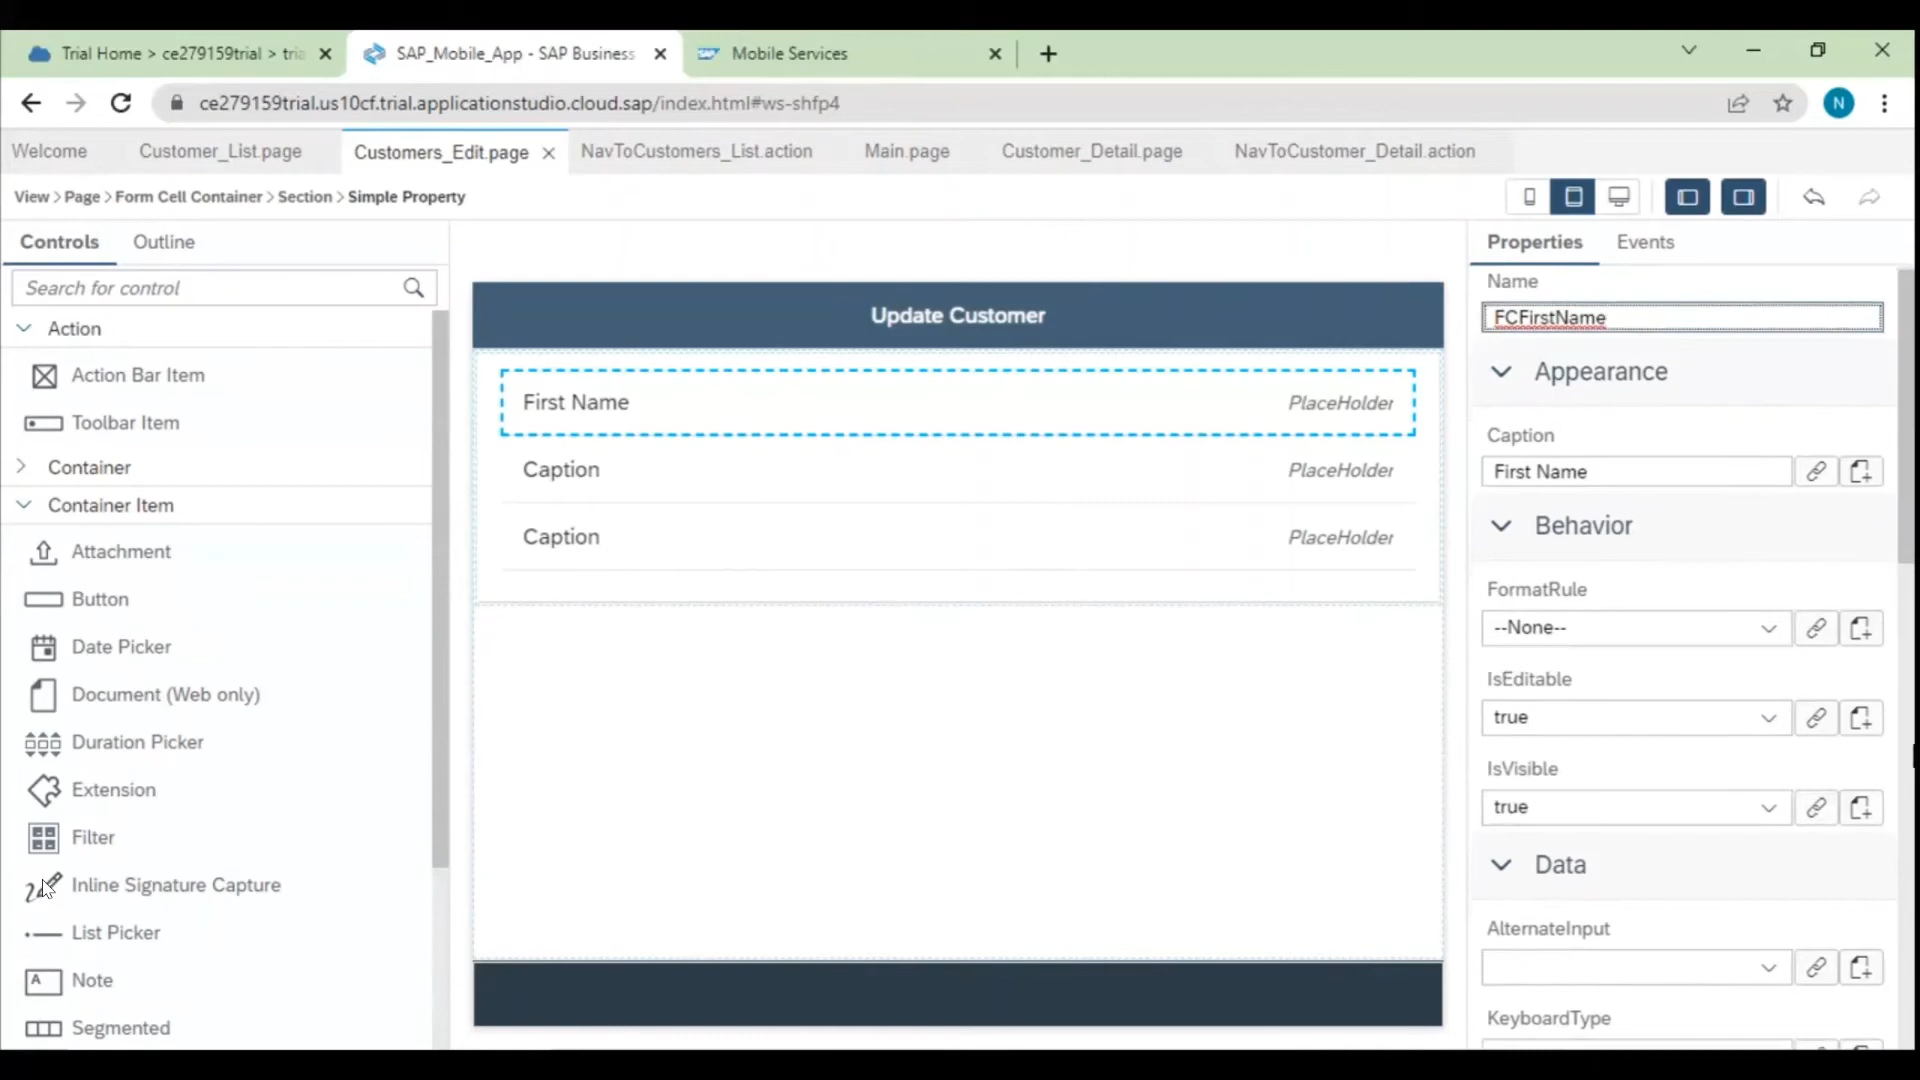 Trial Home > ce279159trial > tria
SAP_Mobile_App - SAP Business
Mobile Services
ce279159trial.us10cf.trial.applicationstudio.cloud.sap/index.html#ws-shfp4
N
Welcome
Customer_List.page
Customers_Edit.page
NavToCustomers_List.action
Main.page
Customer_Detail.page
NavToCustomer_Detail.action
View > Page > Form Cell Container > Section > Simple Property
Controls
Outline
Search for control
Action
Action Bar Item
Toolbar Item
Container
Container Item
Attachment
Button
Date Picker
Document (Web only)
Duration Picker
Extension
Filter
Inline Signature Capture
List Picker
Note
Segmented
Update Customer
First Name PlaceHolder
Caption PlaceHolder
Caption PlaceHolder
Properties
Events
Name
FCFirstName
Appearance
Caption
First Name
Behavior
FormatRule
--None--
IsEditable
true
IsVisible
true
Data
AlternateInput
KeyboardType